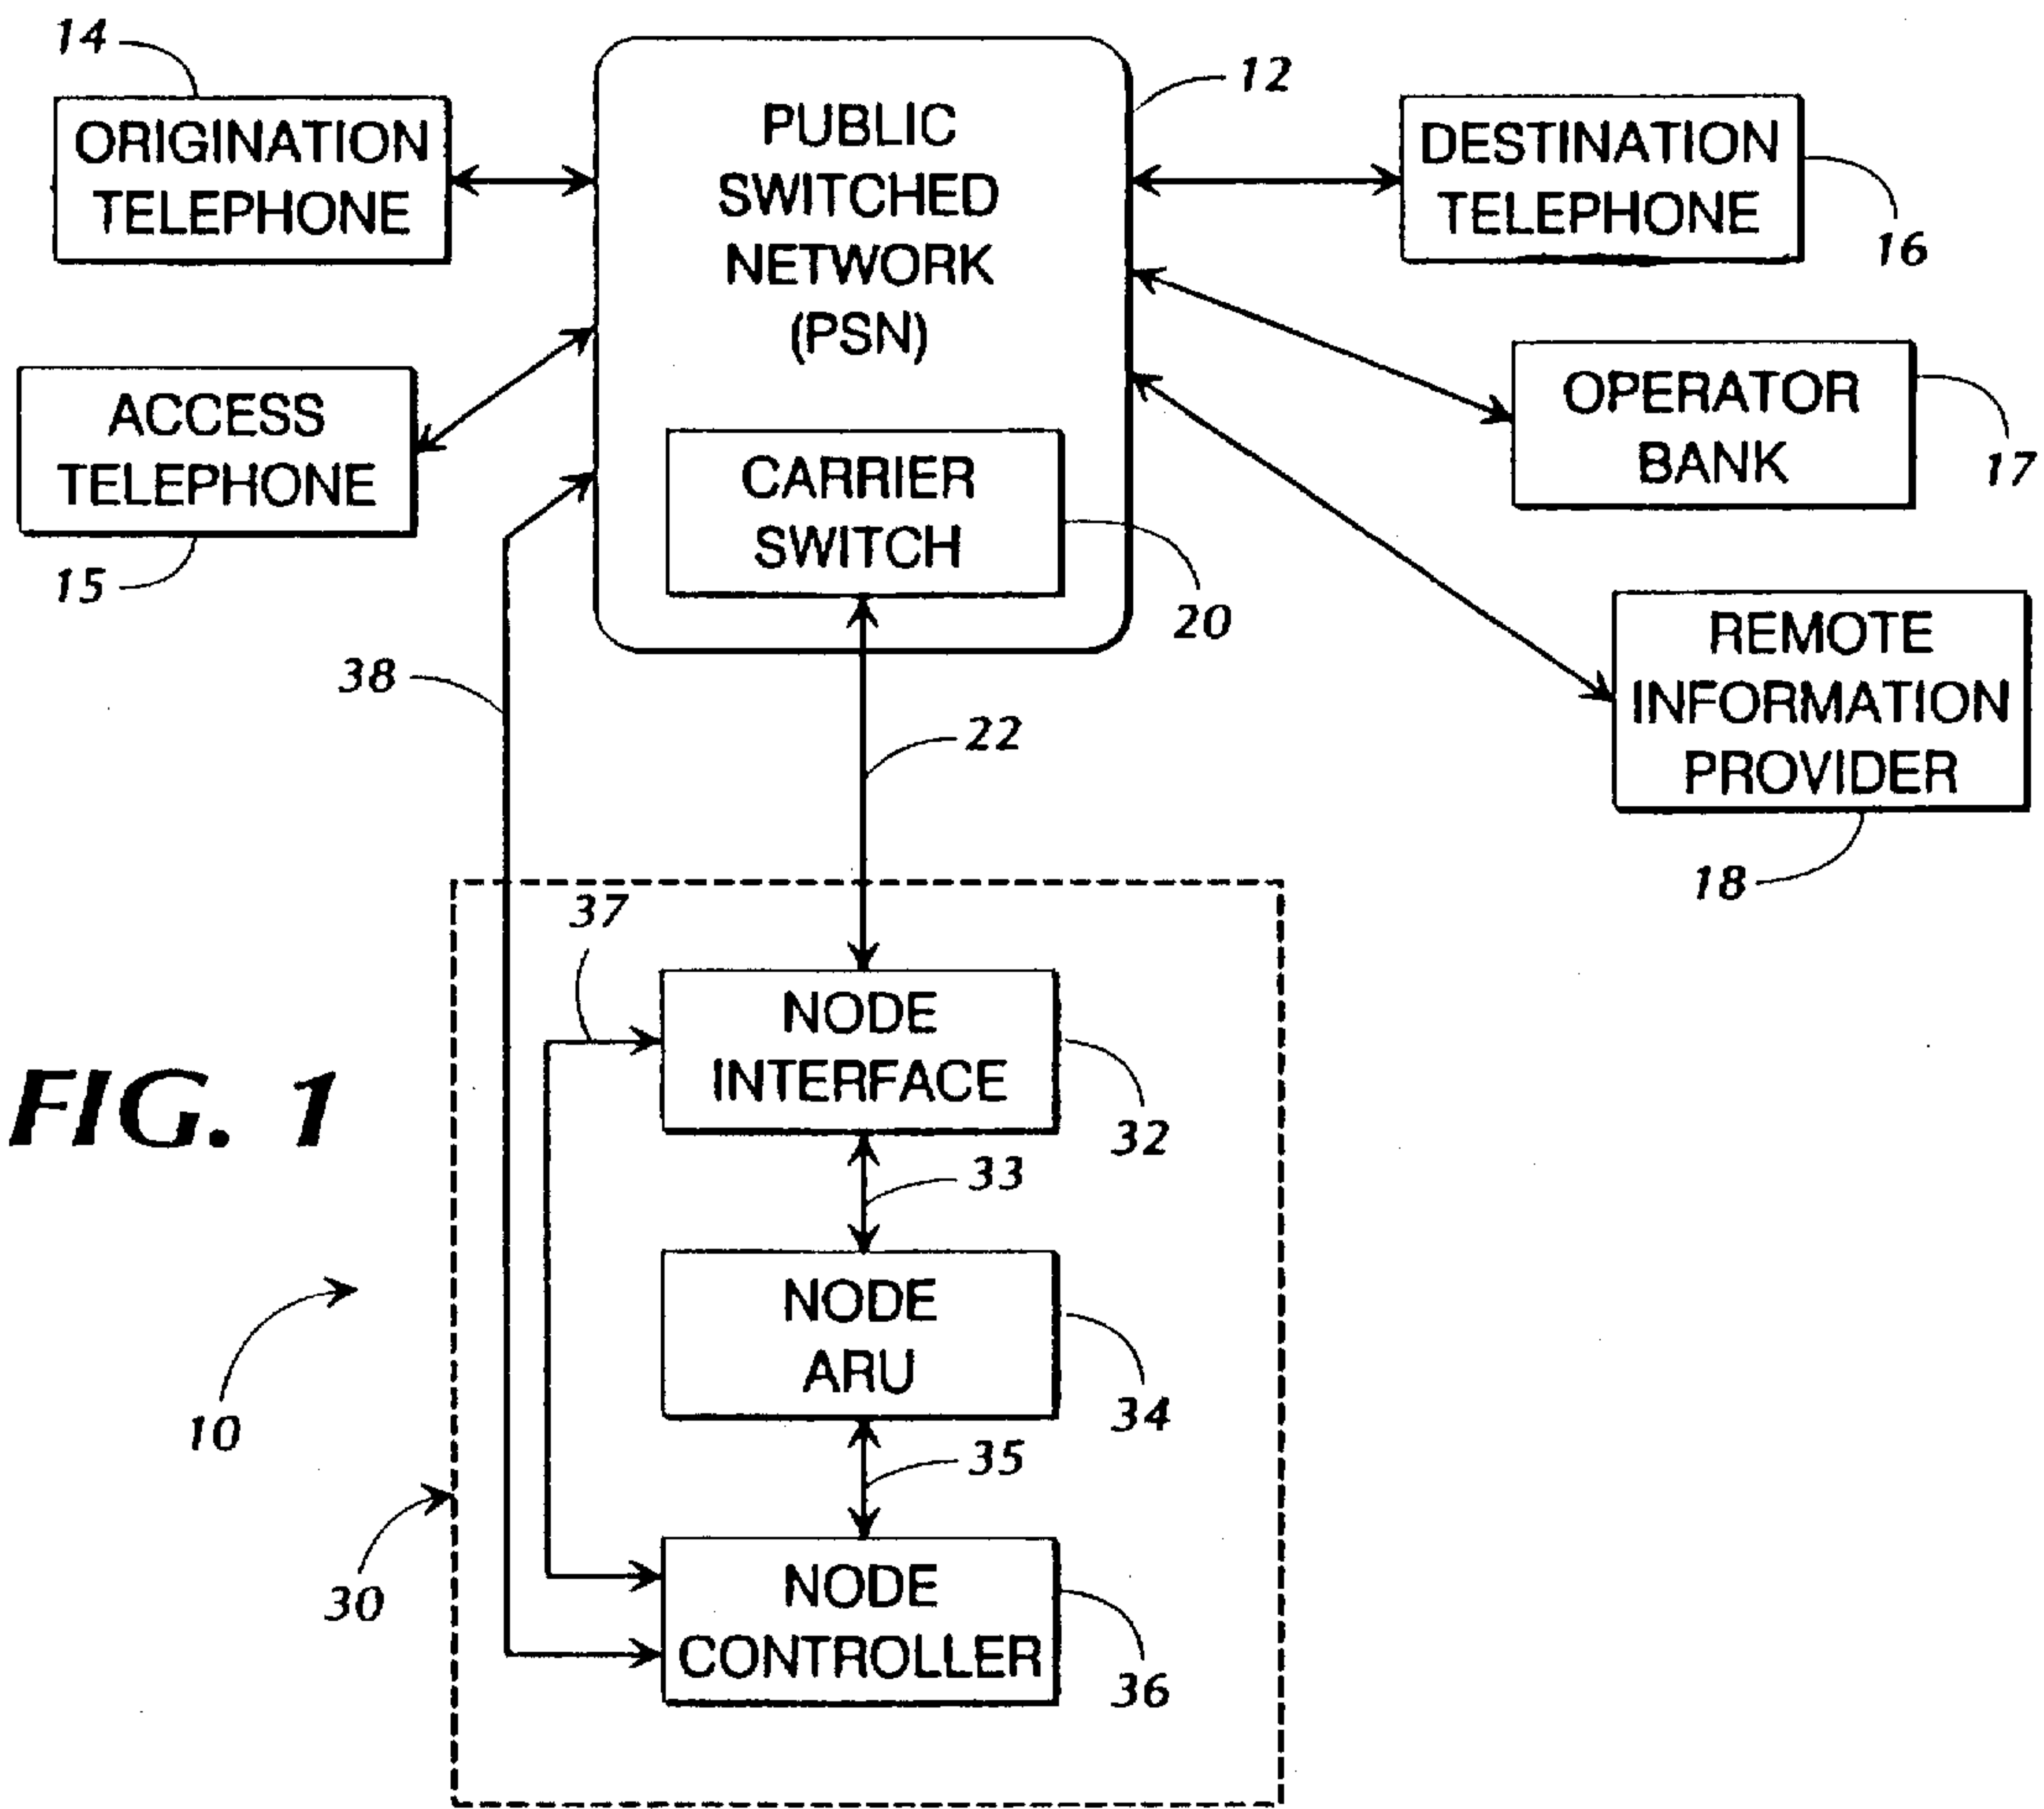 14
ORIGINATION
TELEPHONE
PUBLIC
SWITCHED
NETWORK
(PSN)
12
DESTINATION
TELEPHONE
16
ACCESS
TELEPHONE
15
CARRIER
SWITCH
20
OPERATOR
BANK
17
REMOTE
INFORMATION
PROVIDER
18
38
22
37
NODE
INTERFACE
32
FIG. 1
33
NODE
ARU
34
10
35
30
NODE
CONTROLLER
36